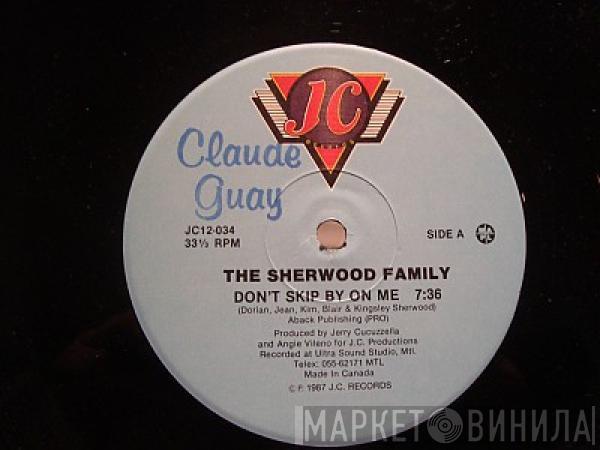 JC
RECORDS
Claude
Guay
JC12-034
33⅓ RPM
SIDE A
THE SHERWOOD FAMILY
DON'T SKIP BY ON ME 7:36
(Dorian, Jean, Kim, Blair & Kingsley Sherwood)
Aback Publishing (PRO)
Produced by Jerry Cucuzzella
and Angie Vileno for J.C. Productions
Recorded at Ultra Sound Studio, Mtl.
Telex: 055-62171 MTL
Made In Canada
© ℗ 1987 J.C. RECORDS
МАРКЕТ ВИНИЛА